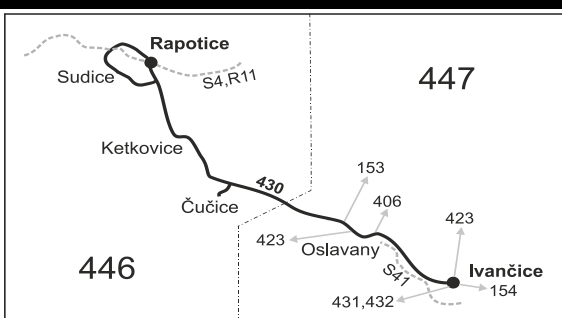 Rapotice
Sudice
S4,R11
447
Ketkovice
153
430
406
Čučice
423
423
Oslavany
S41
446
Ivančice
154
431,432